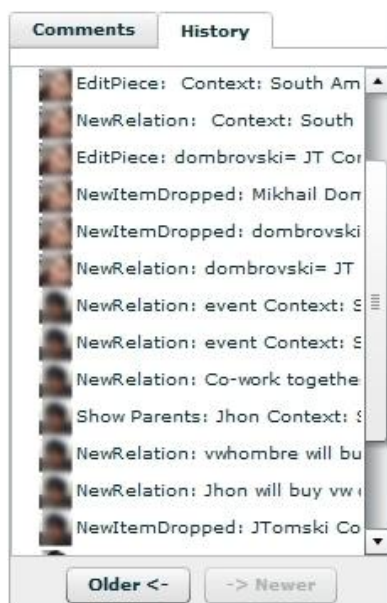 Comments History
EditPiece: Context: South Am
NewRelation: Context: South
EditPiece: dombrovski= JT Cor
NewItemDropped: Mikhail Dom
NewItemDropped: dombrovski
NewRelation: dombrovski= JT
NewRelation: event Context: S
NewRelation: event Context: S
NewRelation: Co-work togethe
Show Parents: Jhon Context: S
NewRelation: vwhombre will bu
NewRelation: Jhon will buy vw
NewItemDropped: JTomski Co
Older <- -> Newer